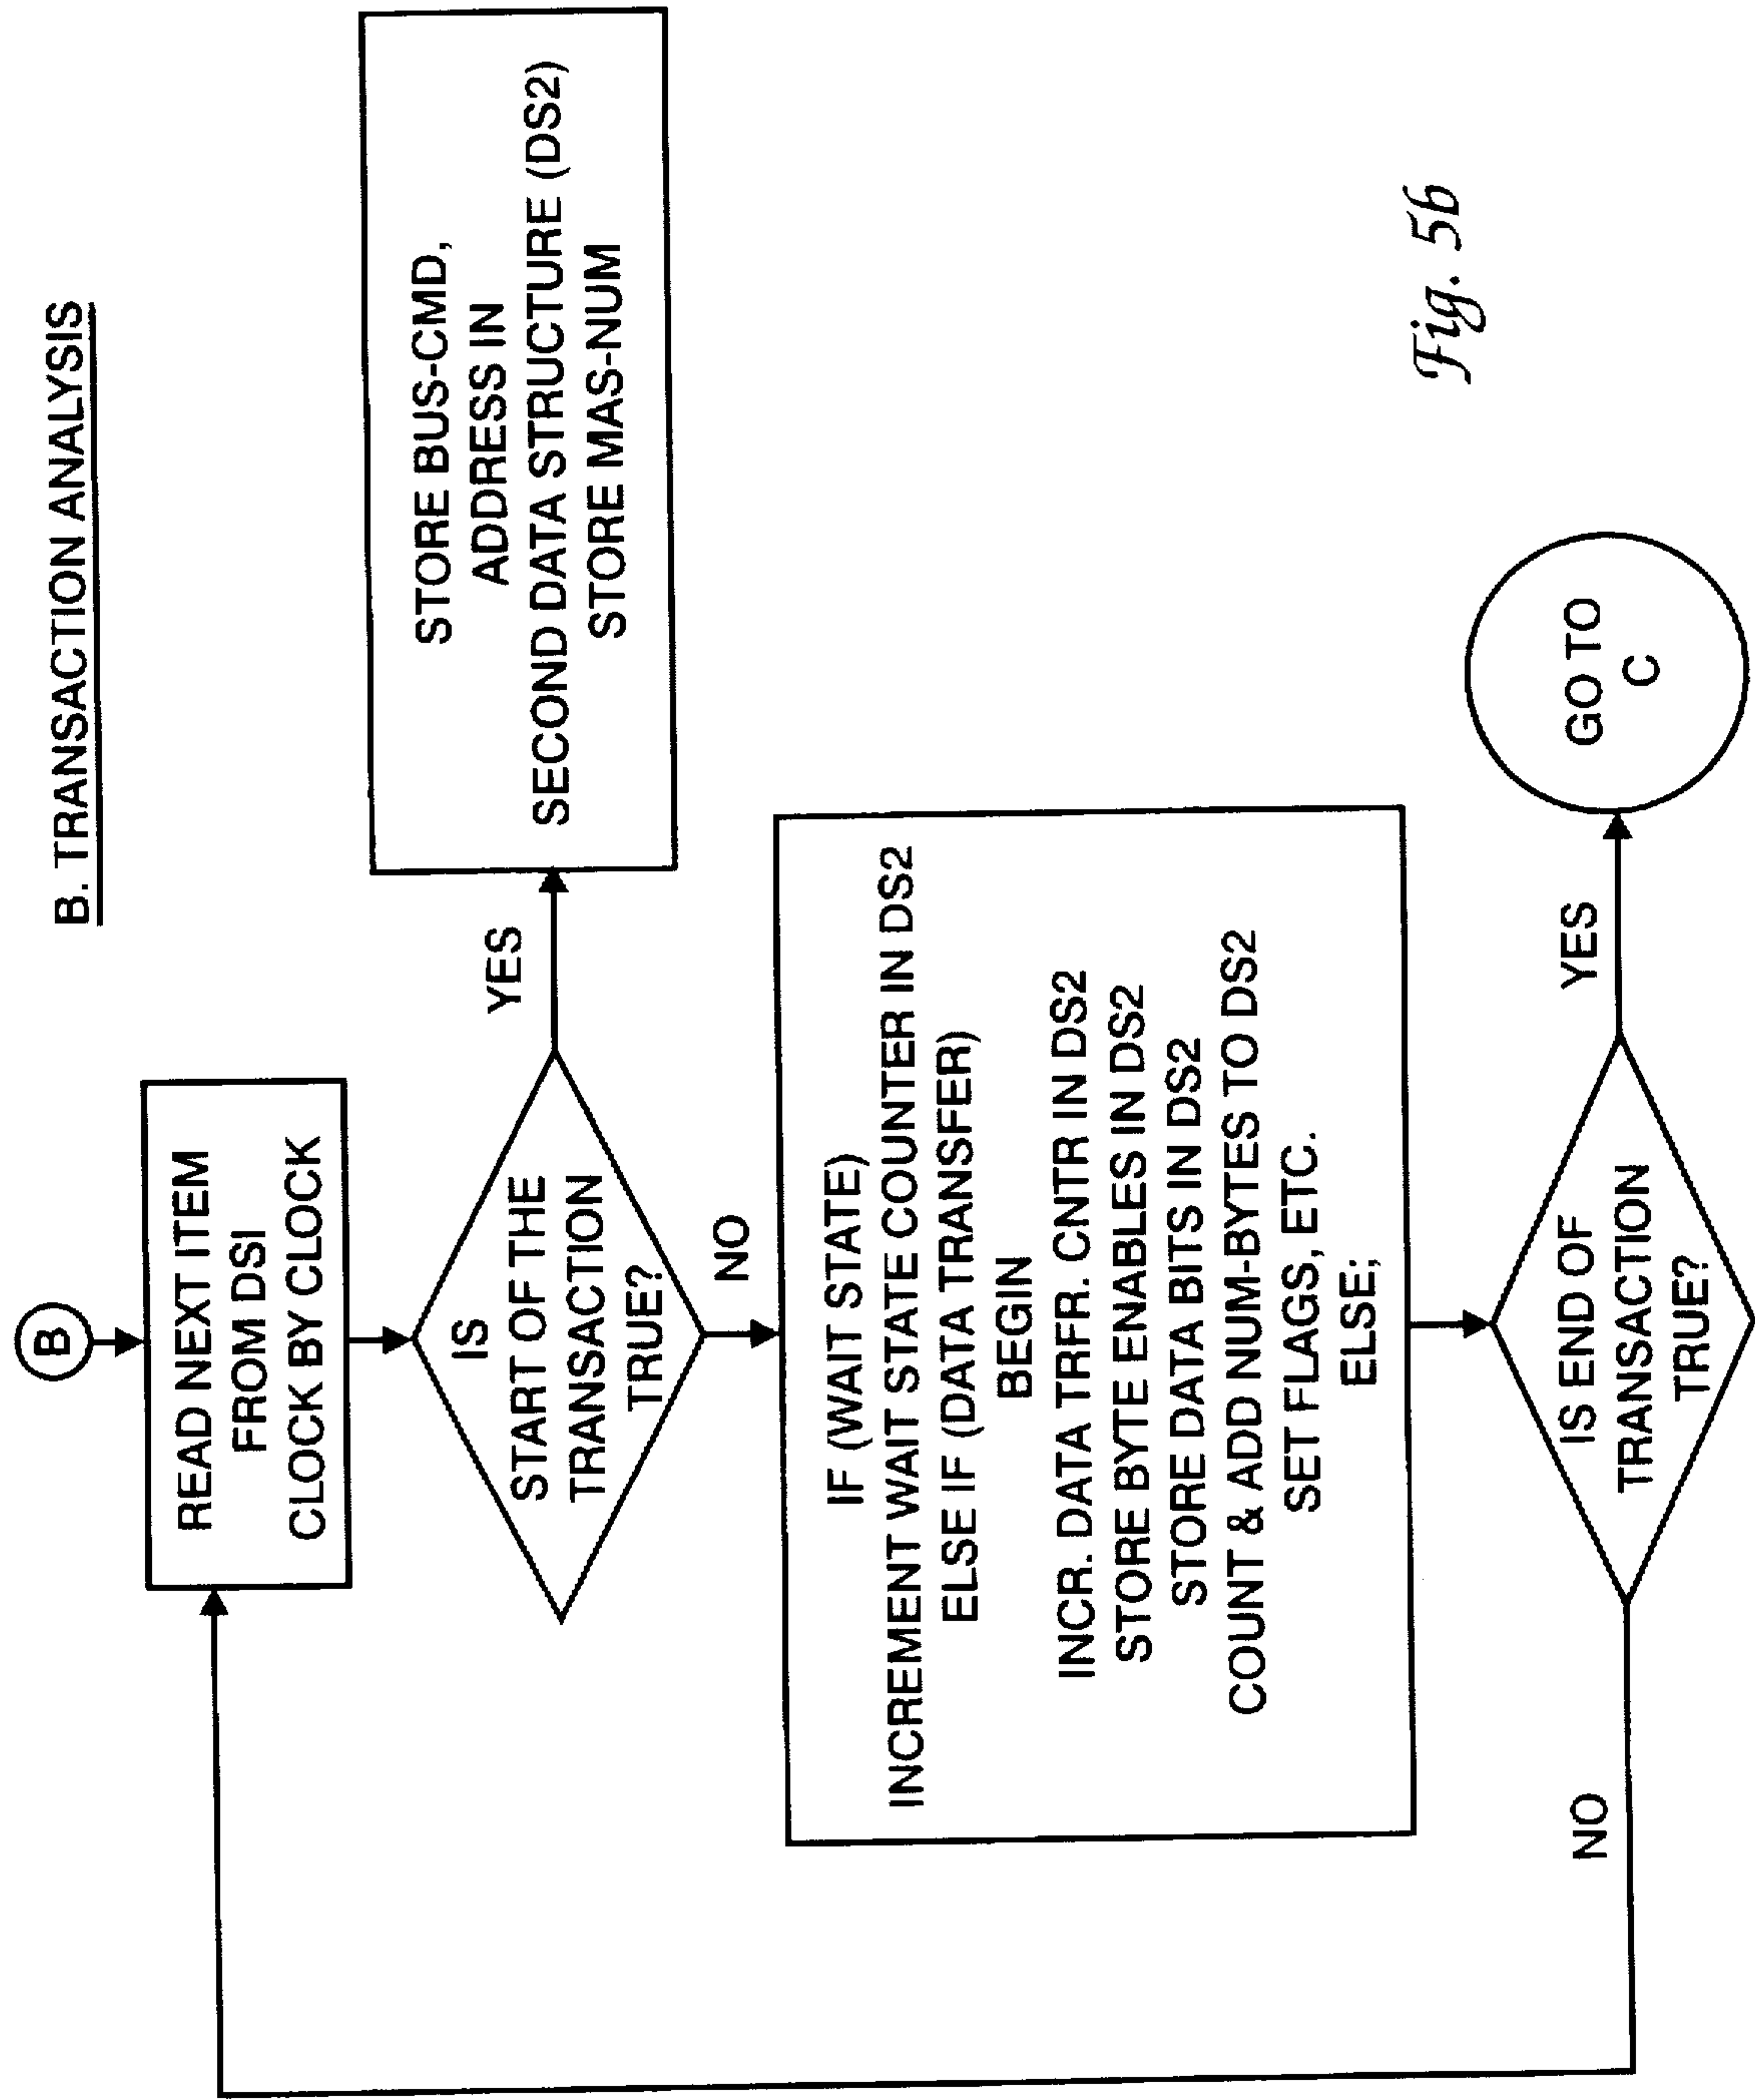 B. TRANSACTION ANALYSIS
B
READ NEXT ITEM
FROM DSI
CLOCK BY CLOCK
IS
START OF THE
TRANSACTION
TRUE?
YES
STORE BUS-CMD,
ADDRESS IN
SECOND DATA STRUCTURE (DS2)
STORE MAS-NUM
NO
IF (WAIT STATE)
INCREMENT WAIT STATE COUNTER IN DS2
ELSE IF (DATA TRANSFER)
BEGIN
INCR. DATA TRFR. CNTR IN DS2
STORE BYTE ENABLES IN DS2
STORE DATA BITS IN DS2
COUNT & ADD NUM-BYTES TO DS2
SET FLAGS, ETC.
ELSE;
IS END OF
TRANSACTION
TRUE?
YES
GO TO
C
NO
Fig. 5b